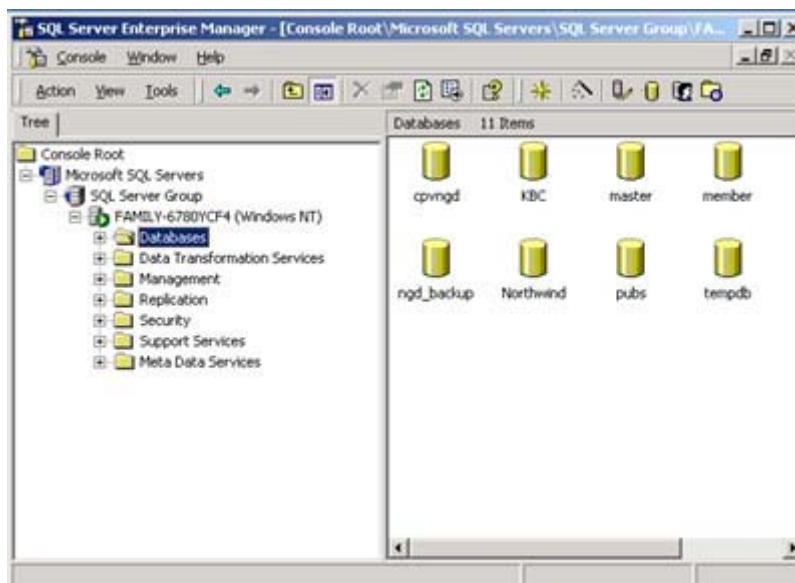 SQL Server Enterprise Manager - [Console Root\Microsoft SQL Servers\SQL Server Group\FA...
Console Window Help
Action View Tools
Tree
Databases 11 Items
Console Root
Microsoft SQL Servers
SQL Server Group
FAMILY-6780YCF4 (Windows NT)
Databases
Data Transformation Services
Management
Replication
Security
Support Services
Meta Data Services
cpvngd KBC master member
ngd_backup Northwind pubs tempdb